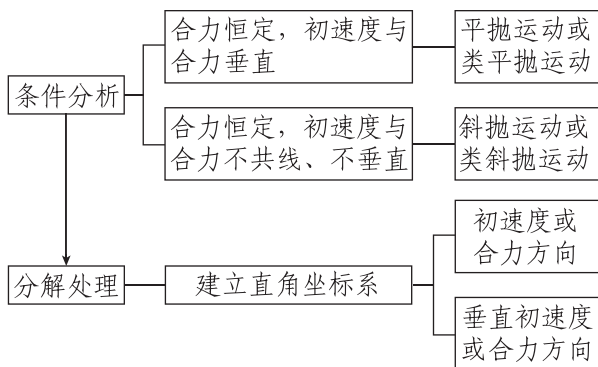 合力恒定，初速度与
合力垂直
平抛运动或
类平抛运动
条件分析
合力恒定，初速度与
合力不共线、不垂直
斜抛运动或
类斜抛运动
初速度或
合力方向
分解处理
建立直角坐标系
垂直初速度
或合力方向